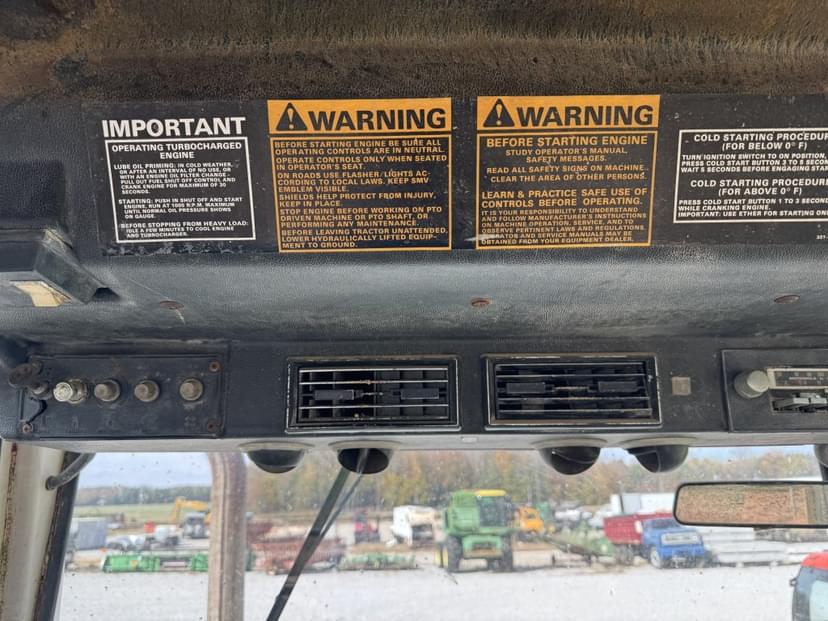 IMPORTANT
OPERATING TURBOCHARGED
ENGINE
LUBE OIL PRIMING: IN COLD WEATHER,
OR AFTER AN INTERVAL OF NO USE, OR
WITH AN ENGINE OIL FILTER CHANGE -
PULL OUT FUEL SHUT OFF CONTROL AND
CRANK ENGINE FOR MAXIMUM OF 30
SECONDS.
STARTING: PUSH IN SHUT OFF AND START
ENGINE, RUN AT 1000 R.P.M. MAXIMUM
UNTIL NORMAL OIL PRESSURE SHOWS
OR GAUGE.
BEFORE STOPPING FROM HEAVY LOAD:
IDLE A FEW MINUTES TO COOL ENGINE
AND TURBOCHARGER.
WARNING
BEFORE STARTING ENGINE BE SURE ALL
OPERATING CONTROLS ARE IN NEUTRAL.
OPERATE CONTROLS ONLY WHEN SEATED
IN OPERATOR'S SEAT.
ON ROADS USE FLASHER LIGHTS AC-
CORDING TO LOCAL LAWS. KEEP SMV
EMBLEM VISIBLE.
SHIELDS HELP PROTECT FROM INJURY.
KEEP IN PLACE.
STOP ENGINE BEFORE WORKING ON PTO
DRIVEN MACHINE OR PTO SHAFT, OR
PERFORMING ANY MAINTENANCE.
BEFORE LEAVING TRACTOR UNATTENDED,
LOWER HYDRAULICALLY LIFTED EQUIP-
MENT TO GROUND.
WARNING
BEFORE STARTING ENGINE
STUDY OPERATOR'S MANUAL,
SAFETY MESSAGES.
READ ALL SAFETY SIGNS ON MACHINE.
CLEAR THE AREA OF OTHER PERSONS.
LEARN & PRACTICE SAFE USE OF
CONTROLS BEFORE OPERATING.
IT IS YOUR RESPONSIBILITY TO UNDERSTAND
AND FOLLOW MANUFACTURER'S INSTRUCTIONS
ON MACHINE OPERATION, SERVICE, AND TO
OBSERVE PERTINENT LAWS AND REGULATIONS.
OPERATOR AND SERVICE MANUALS MAY BE
OBTAINED FROM YOUR EQUIPMENT DEALER.
COLD STARTING PROCEDUR
(FOR BELOW 0° F)
TURN IGNITION SWITCH TO ON POSITION,
PRESS COLD START BUTTON 2 TO 5 SECON
WAIT 5 SECONDS BEFORE ENGAGING STAR
COLD STARTING PROCEDURE
(FOR ABOVE 0° F)
PRESS COLD START BUTTON 1 TO 3 SECON
WHILE CRANKING ENGINE.
IMPORTANT: USE ETHER FOR STARTING ONL